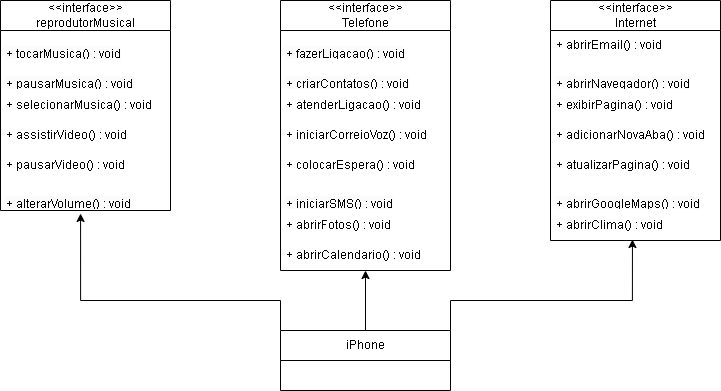 <<interface>>
reprodutorMusical
+ tocarMusica() : void
+ pausarMusica() : void
+ selecionarMusica() : void
+ assistirVideo() : void
+ pausarVideo() : void
+ alterarVolume() : void
<<interface>>
Telefone
+ fazerLigacao() : void
+ criarContatos() : void
+ atenderLigacao() : void
+ iniciarCorreioVoz() : void
+ colocarEspera() : void
+ iniciarSMS() : void
+ abrirFotos() : void
+ abrirCalendario() : void
<<interface>>
Internet
+ abrirEmail() : void
+ abrirNavegador() : void
+ exibirPagina() : void
+ adicionarNovaAba() : void
+ atualizarPagina() : void
+ abrirGoogleMaps() : void
+ abrirClima() : void
iPhone